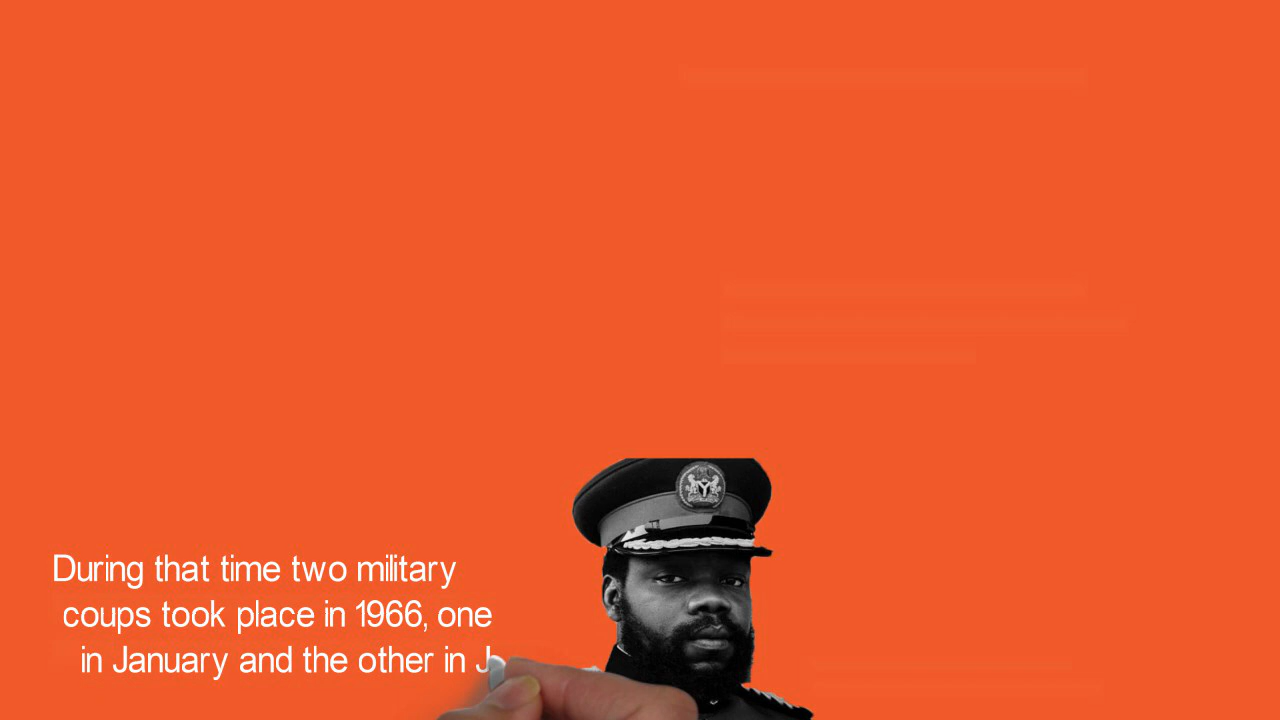 During that time two military
coups took place in 1966, one
in January and the other in J